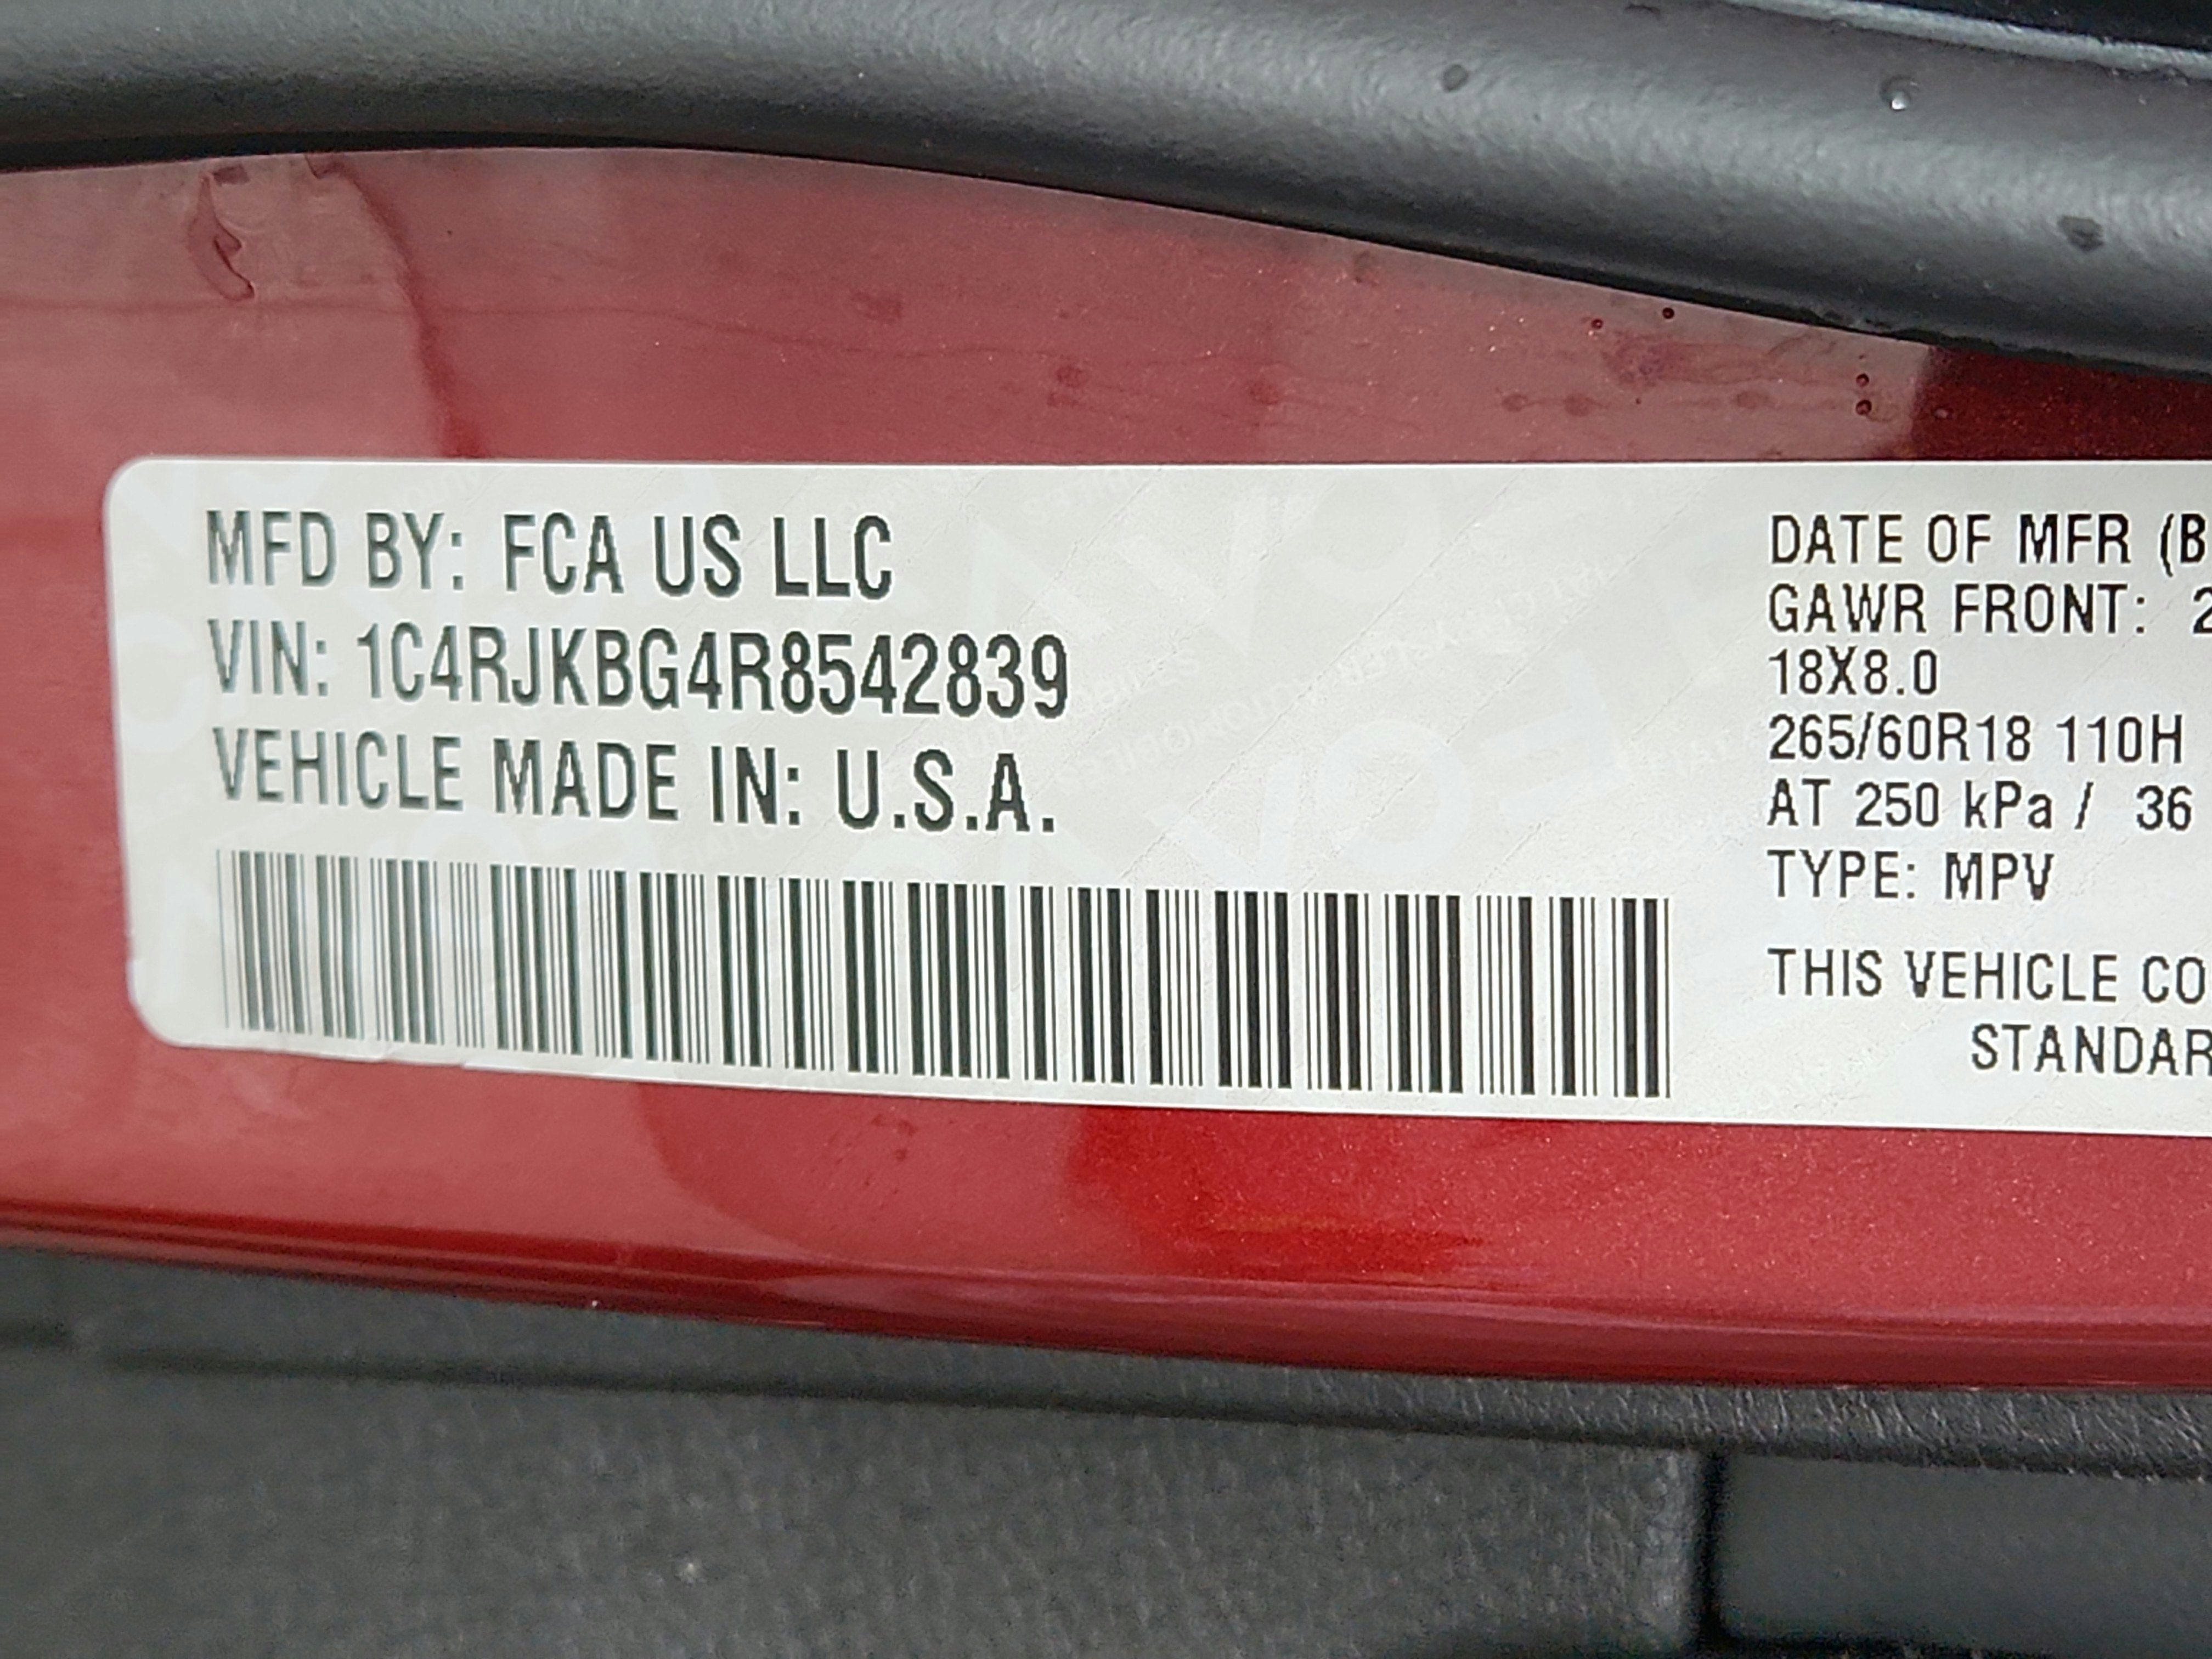 MFD BY: FCA US LLC
VIN: 1C4RJKBG4R8542839
VEHICLE MADE IN: U.S.A.
DATE OF MFR (B
GAWR FRONT: 2
18X8.0
265/60R18 110H
AT 250 kPa / 36
TYPE: MPV
THIS VEHICLE CO
STANDAR